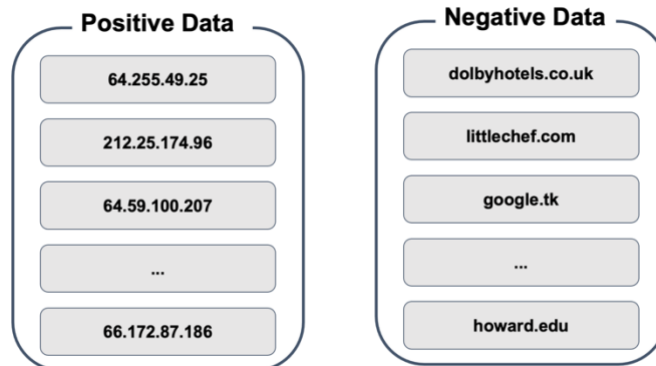 Positive Data
64.255.49.25
212.25.174.96
64.59.100.207
...
66.172.87.186
Negative Data
dolbyhotels.co.uk
littlechef.com
google.tk
...
howard.edu